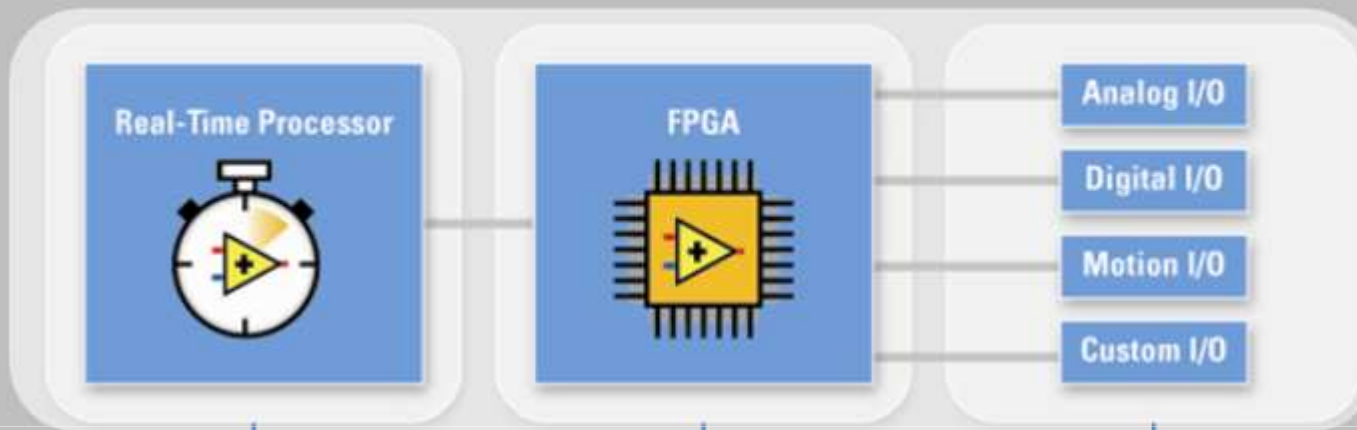 Real-Time Processor
FPGA
Analog I/O
Digital I/O
Motion I/O
Custom I/O